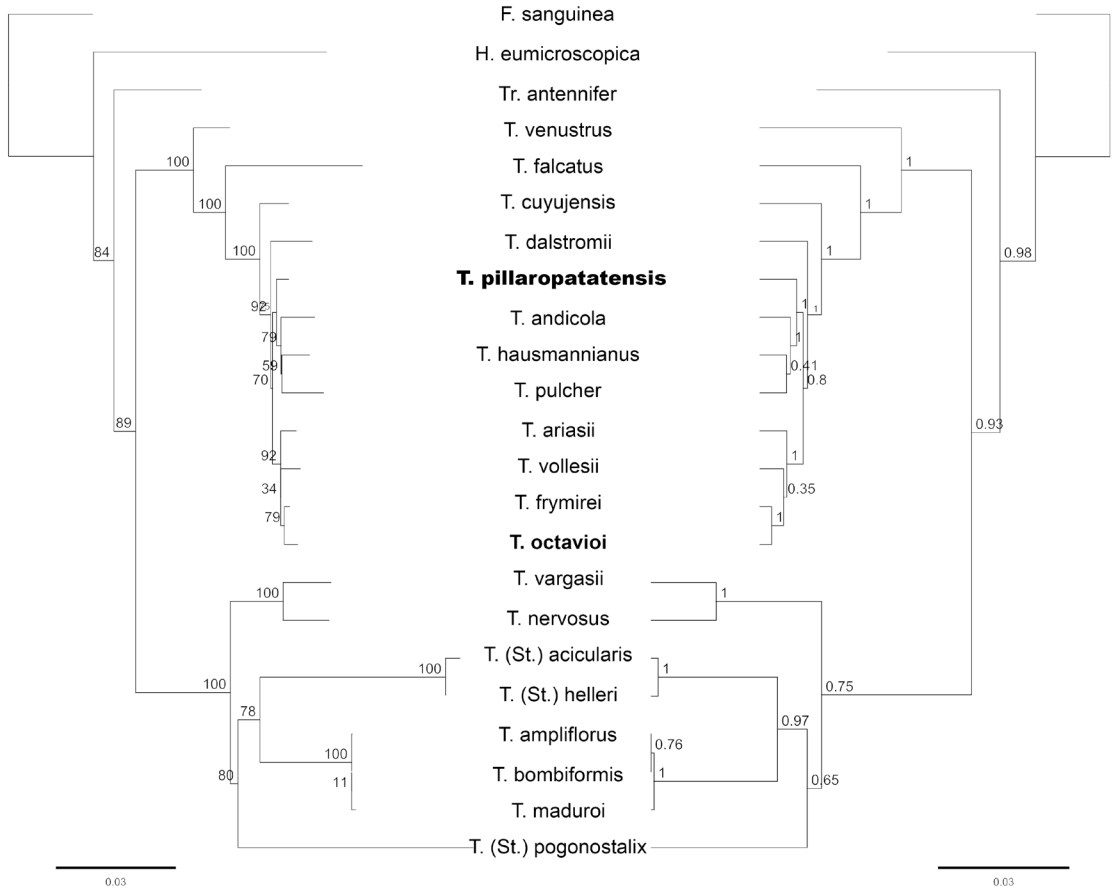 F. sanguinea
H. eumicroscopica
Tr. antennifer
T. venustrus
100 1
T. falcatus
100 T. cuyujensis 1
T. dalstromii
84 100 1 0.98
T. pillaropatatensis
92 1 1
T. andicola
79 1
T. hausmannianus
59 0.41
70 0.8
T. pulcher
89 T. ariasii 0.93
92 1
T. vollesii
34 0.35
T. frymirei
79 1
T. octavioi
T. vargasii
100 1
T. nervosus
T. (St.) acicularis
100 1
100 0.75
T. (St.) helleri
78 0.97
T. ampliflorus
100 0.76
80 T. bombiformis 1 0.65
11
T. maduroi
T. (St.) pogonostalix
0.03 0.03